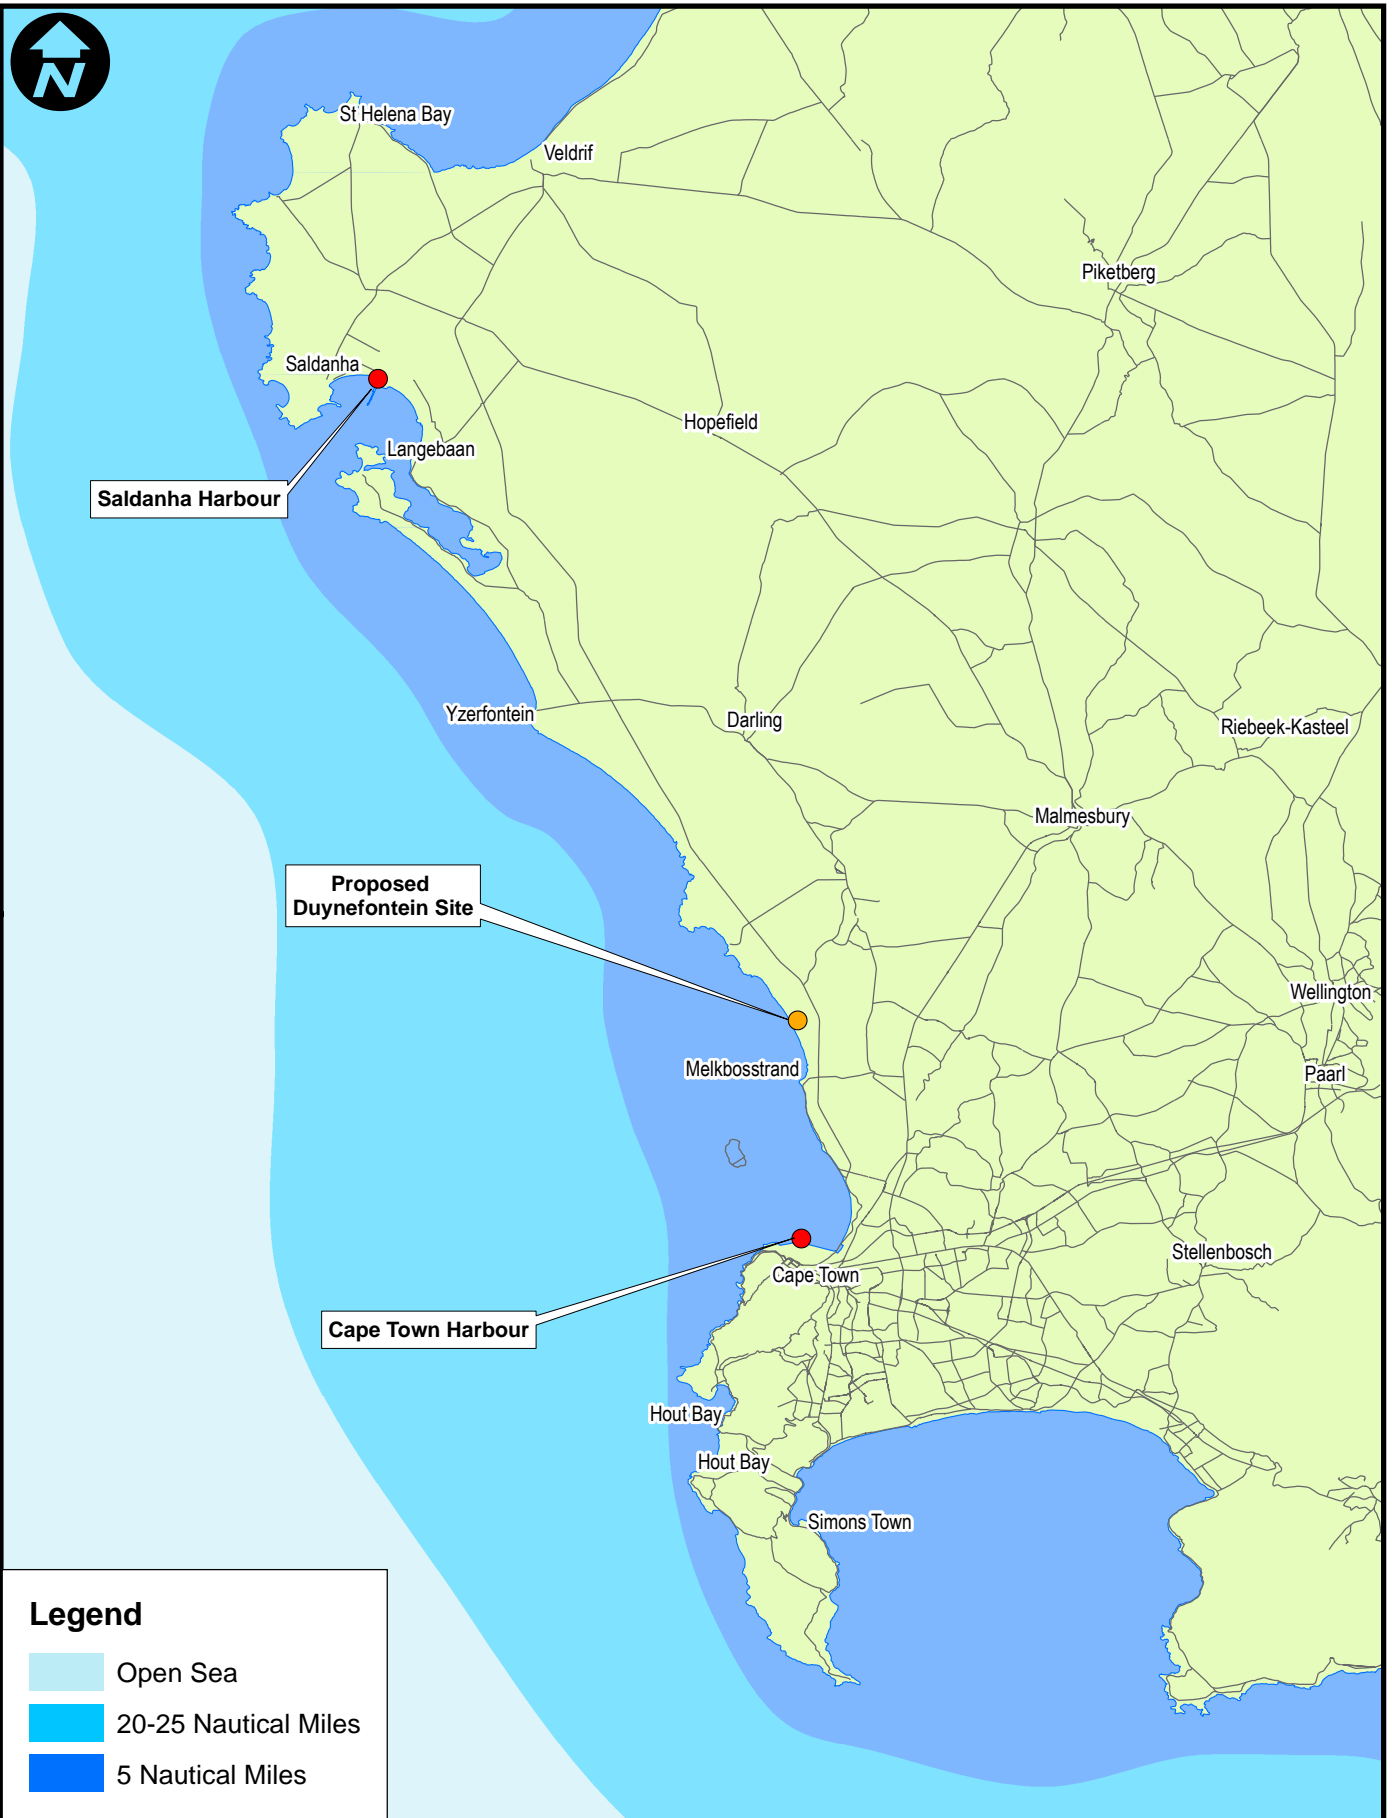 N
St Helena Bay
Veldrif
Piketberg
Saldanha
Hopefield
Langebaan
Saldanha Harbour
Yzerfontein
Darling
Riebeek-Kasteel
Malmesbury
Proposed
Duynefontein Site
Wellington
Melkbosstrand
Paarl
Stellenbosch
Cape Town
Cape Town Harbour
Hout Bay
Hout Bay
Simons Town
Legend
Open Sea
20-25 Nautical Miles
5 Nautical Miles